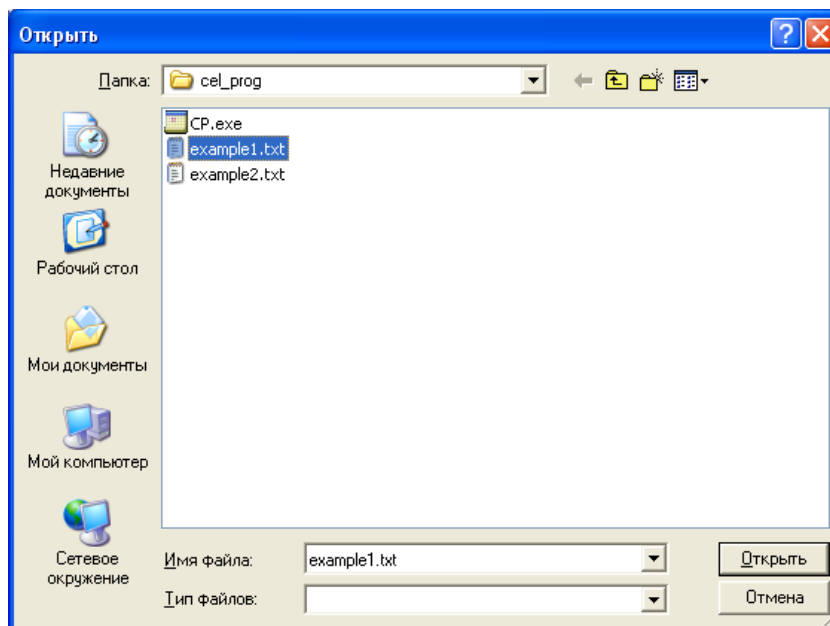 Открыть
Папка: cel_prog
CP.exe
example1.txt
example2.txt
Недавние
документы
Рабочий стол
Мои документы
Мой компьютер
Сетевое
окружение
Имя файла: example1.txt Открыть
Тип файлов: Отмена